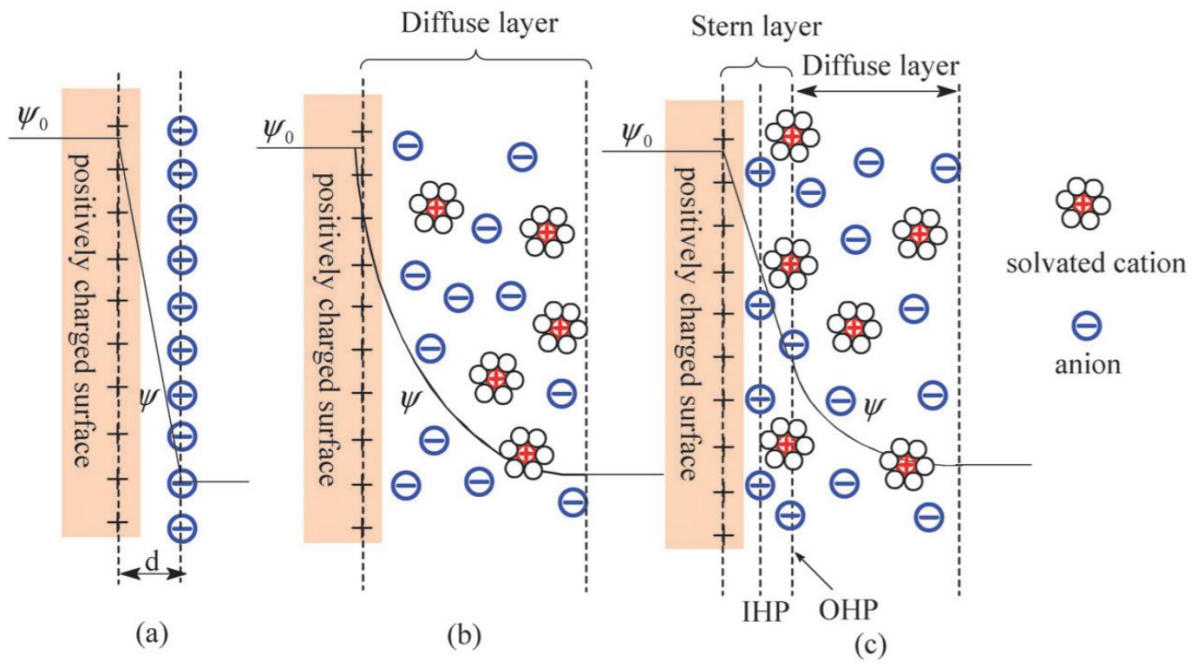 Diffuse layer
Stern layer
Diffuse layer
ψ₀
positively charged surface
ψ
d
(a)
ψ₀
positively charged surface
ψ
(b)
ψ₀
positively charged surface
ψ
IHP
OHP
(c)
solvated cation
anion